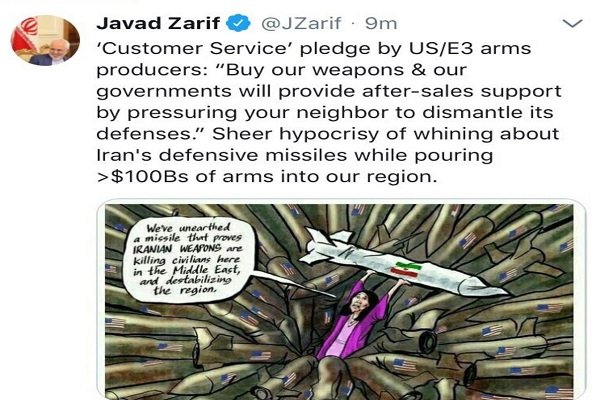 Javad Zarif @JZarif · 9m
‘Customer Service’ pledge by US/E3 arms
producers: “Buy our weapons & our
governments will provide after-sales support
by pressuring your neighbor to dismantle its
defenses.” Sheer hypocrisy of whining about
Iran's defensive missiles while pouring
>$100Bs of arms into our region.
We've unearthed
a missile that proves
IRANIAN WEAPONS are
killing civilians here
in the Middle East,
and destabilizing
the region.